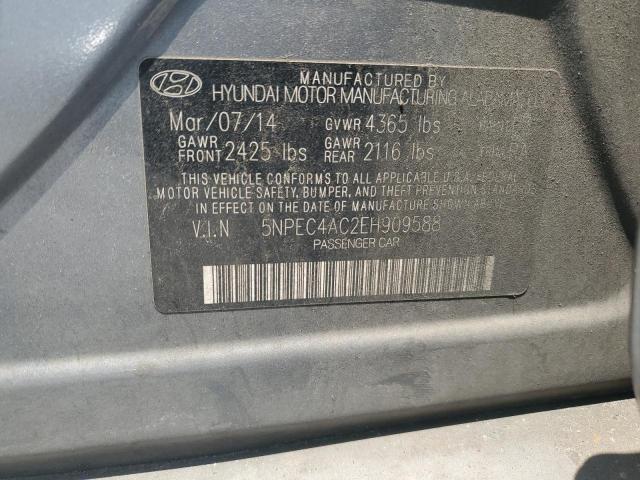 MANUFACTURED BY
HYUNDAI MOTOR MANUFACTURING ALABAMA
Mar/07/14 GVWR 4365 lbs
GAWR FRONT 2425 lbs GAWR REAR 2116 lbs
THIS VEHICLE CONFORMS TO ALL APPLICABLE U.S.A. FEDERAL
MOTOR VEHICLE SAFETY, BUMPER, AND THEFT PREVENTION STANDARDS
IN EFFECT ON THE DATE OF MANUFACTURE SHOWN ABOVE
V.I.N 5NPEC4AC2EH909588
PASSENGER CAR